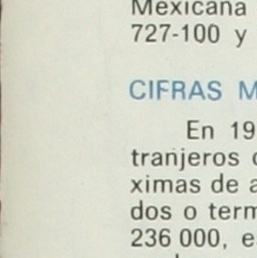 Mexicana
727-100 y
CIFRAS M
En 19
tranjeros
ximas de a
dos o term
236 000, e